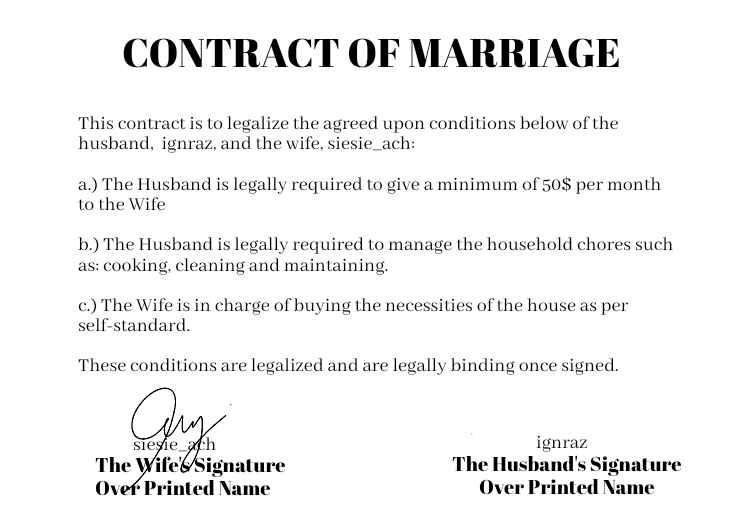 CONTRACT OF MARRIAGE
This contract is to legalize the agreed upon conditions below of the
husband,  ignraz, and the wife, siesie_ach:
a.) The Husband is legally required to give a minimum of 50$ per month
to the Wife
b.) The Husband is legally required to manage the household chores such
as: cooking, cleaning and maintaining.
c.) The Wife is in charge of buying the necessities of the house as per
self-standard.
These conditions are legalized and are legally binding once signed.
siesie_ach
The Wife's Signature
Over Printed Name
ignraz
The Husband's Signature
Over Printed Name